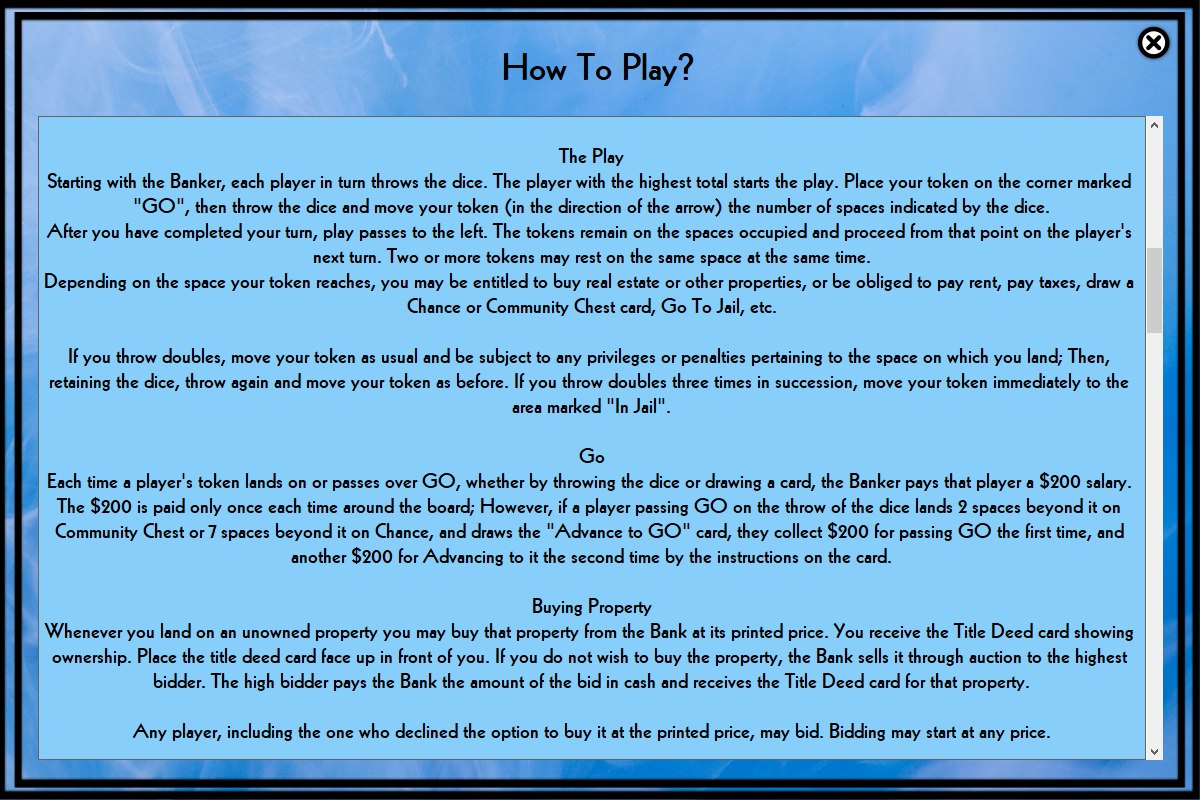 How To Play?
The Play
Starting with the Banker, each player in turn throws the dice. The player with the highest total starts the play. Place your token on the corner marked
"GO", then throw the dice and move your token (in the direction of the arrow) the number of spaces indicated by the dice.
After you have completed your turn, play passes to the left. The tokens remain on the spaces occupied and proceed from that point on the player's
next turn. Two or more tokens may rest on the same space at the same time.
Depending on the space your token reaches, you may be entitled to buy real estate or other properties, or be obliged to pay rent, pay taxes, draw a
Chance or Community Chest card, Go To Jail, etc.
If you throw doubles, move your token as usual and be subject to any privileges or penalties pertaining to the space on which you land; Then,
retaining the dice, throw again and move your token as before. If you throw doubles three times in succession, move your token immediately to the
area marked "In Jail".
Go
Each time a player's token lands on or passes over GO, whether by throwing the dice or drawing a card, the Banker pays that player a $200 salary.
The $200 is paid only once each time around the board; However, if a player passing GO on the throw of the dice lands 2 spaces beyond it on
Community Chest or 7 spaces beyond it on Chance, and draws the "Advance to GO" card, they collect $200 for passing GO the first time, and
another $200 for Advancing to it the second time by the instructions on the card.
Buying Property
Whenever you land on an unowned property you may buy that property from the Bank at its printed price. You receive the Title Deed card showing
ownership. Place the title deed card face up in front of you. If you do not wish to buy the property, the Bank sells it through auction to the highest
bidder. The high bidder pays the Bank the amount of the bid in cash and receives the Title Deed card for that property.
Any player, including the one who declined the option to buy it at the printed price, may bid. Bidding may start at any price.